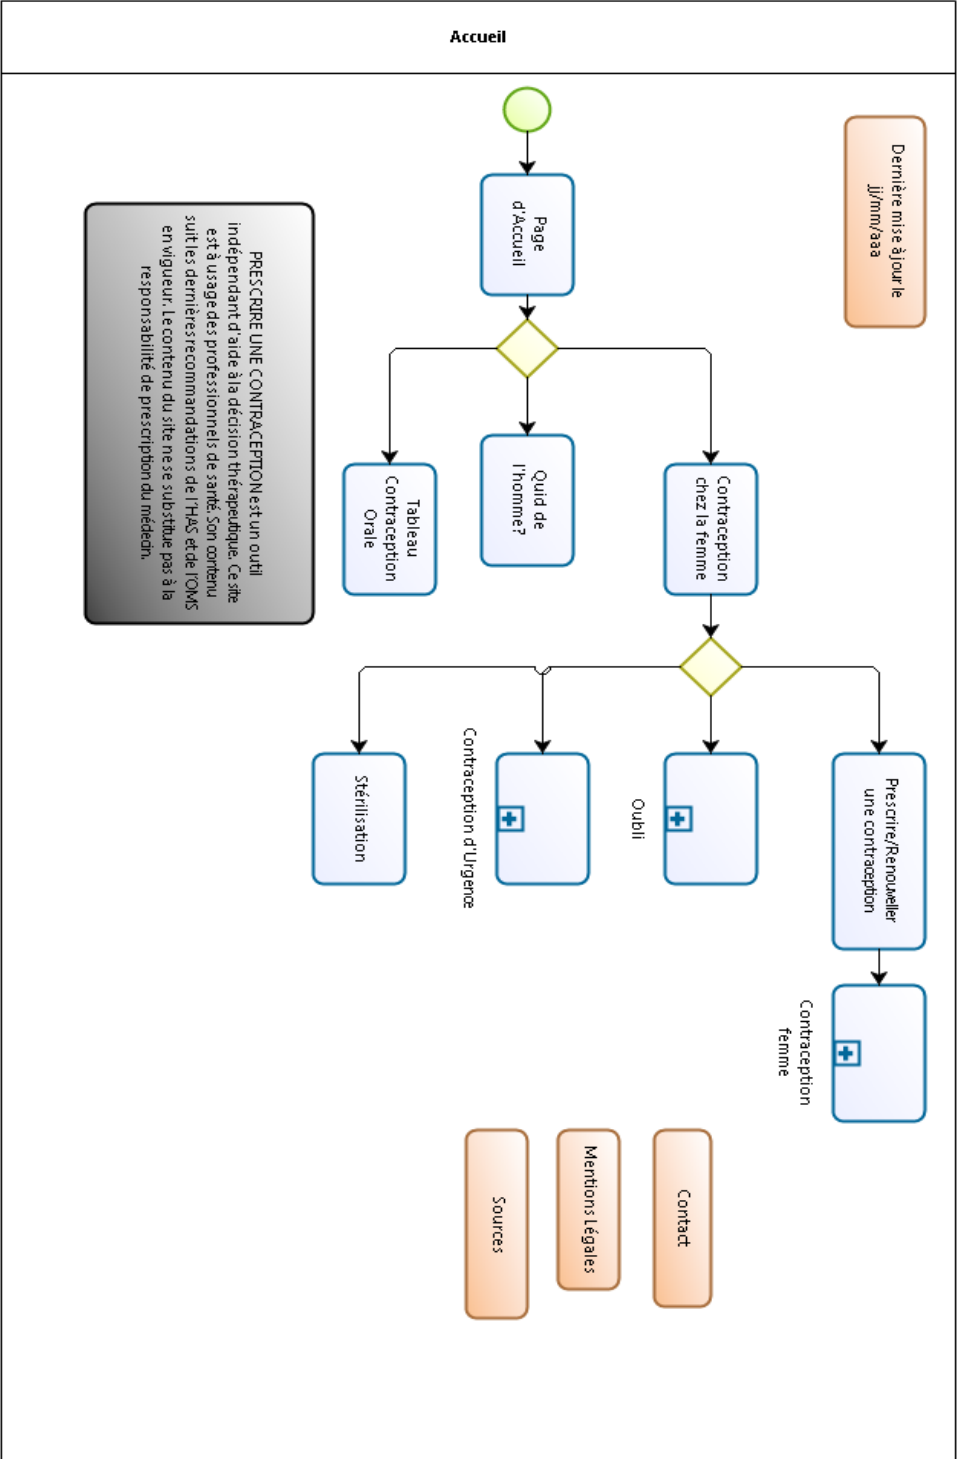 Accueil
Dernière mise à jour le
jj/mm/aaa
Page
d'Accueil
Contraception
chez la femme
Quid de
l'homme?
Tableau
Contraception
Orale
PRESCRIRE UNE CONTRACEPTION est un outil
indépendant d'aide à la décision thérapeutique. Ce site
est à usage des professionnels de santé. Son contenu
suit les dernières recommandations de l'HAS et de l'OMS
en vigueur. Le contenu du site ne se substitue pas à la
responsabilité de prescription du médecin.
Prescrire/Renouveller
une contraception
Oubli
Contraception d'Urgence
Stérilisation
Contraception
femme
Contact
Mentions Légales
Sources